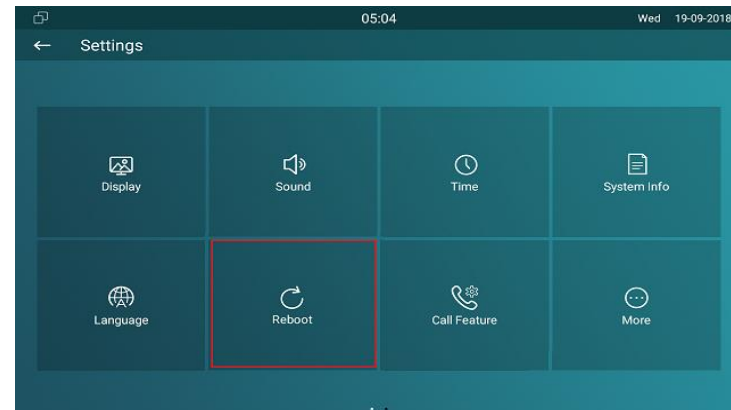 05:04 Wed 19-09-2018
Settings
Display Sound Time System Info
Language Reboot Call Feature More